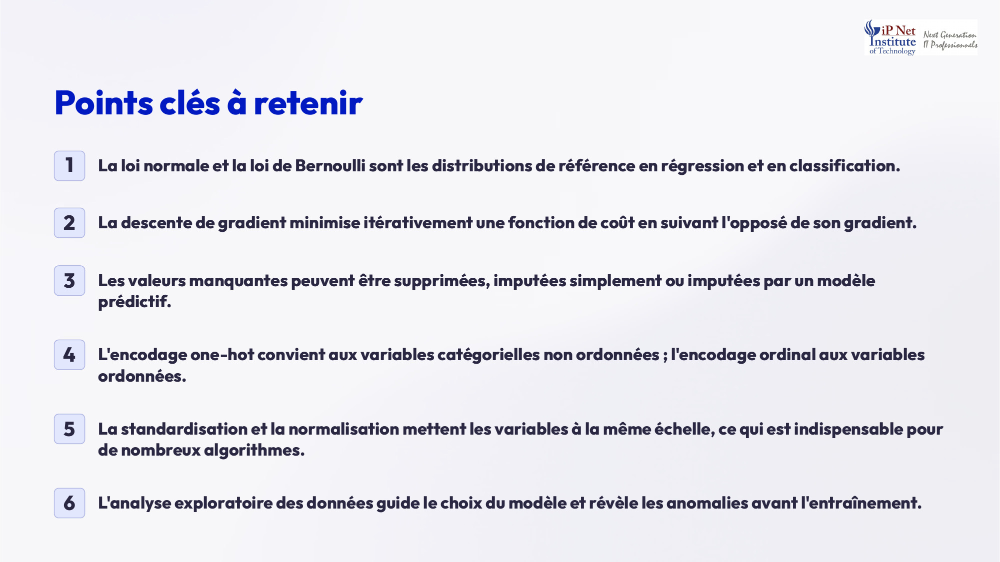 iP Net
Institute
of Technology
Next Generation
IT Professionnels
Points clés à retenir
1
La loi normale et la loi de Bernoulli sont les distributions de référence en régression et en classification.
2
La descente de gradient minimise itérativement une fonction de coût en suivant l'opposé de son gradient.
3
Les valeurs manquantes peuvent être supprimées, imputées simplement ou imputées par un modèle
prédictif.
4
L'encodage one-hot convient aux variables catégorielles non ordonnées ; l'encodage ordinal aux variables
ordonnées.
5
La standardisation et la normalisation mettent les variables à la même échelle, ce qui est indispensable pour
de nombreux algorithmes.
6
L'analyse exploratoire des données guide le choix du modèle et révèle les anomalies avant l'entraînement.